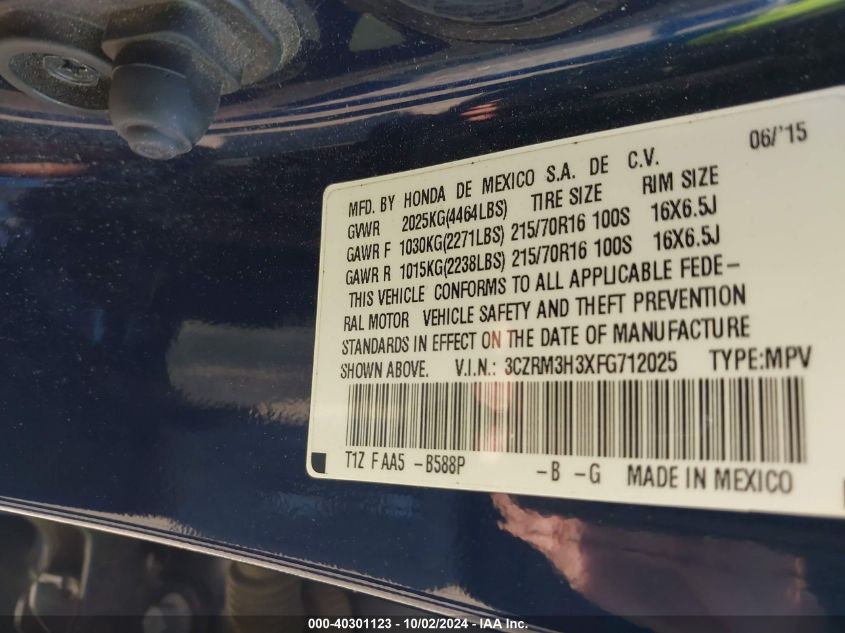 06/'15
MFD. BY HONDA DE MEXICO S.A. DE C.V.
GVWR 2025KG(4464LBS) TIRE SIZE RIM SIZE
GAWR F 1030KG(2271LBS) 215/70R16 100S 16X6.5J
GAWR R 1015KG(2238LBS) 215/70R16 100S 16X6.5J
THIS VEHICLE CONFORMS TO ALL APPLICABLE FEDE-
RAL MOTOR VEHICLE SAFETY AND THEFT PREVENTION
STANDARDS IN EFFECT ON THE DATE OF MANUFACTURE
SHOWN ABOVE. V.I.N.: 3CZRM3H3XFG712025 TYPE:MPV
T1Z F AA5 -B588P -B -G MADE IN MEXICO
000-40301123 - 10/02/2024 - IAA Inc.